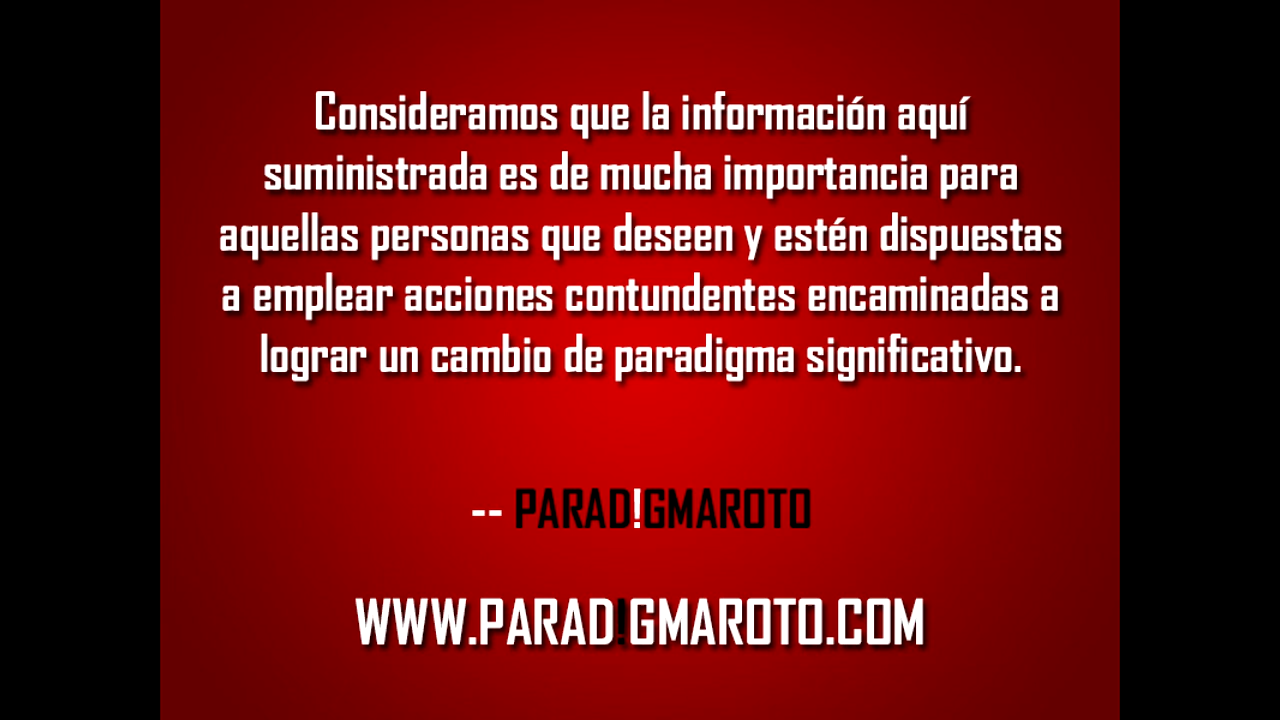 Consideramos que la información aquí
suministrada es de mucha importancia para
aquellas personas que deseen y estén dispuestas
a emplear acciones contundentes encaminadas a
lograr un cambio de paradigma significativo.
-- PARAD!GMAROTO
WWW.PARAD!GMAROTO.COM